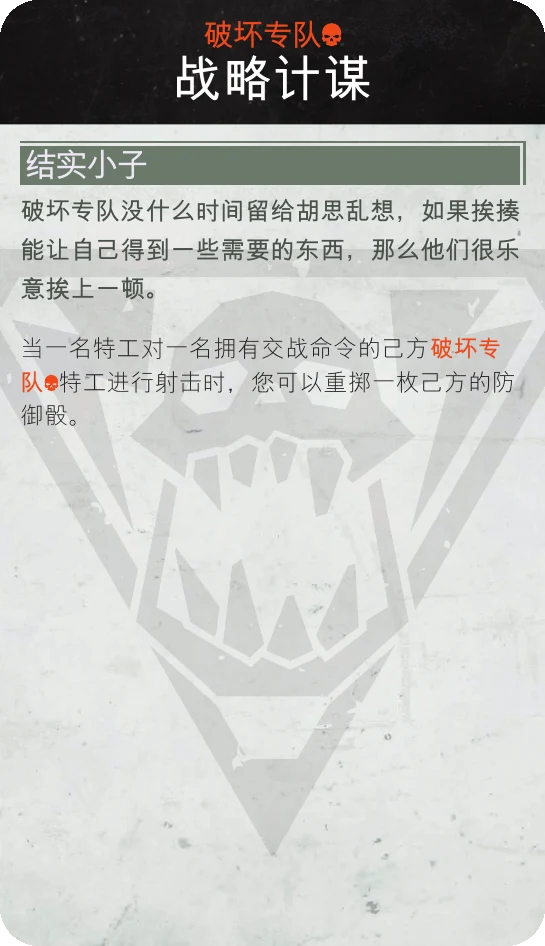 破坏专队
战略计谋
结实小子
破坏专队没什么时间留给胡思乱想，如果挨揍
能让自己得到一些需要的东西，那么他们很乐
意挨上一顿。
当一名特工对一名拥有交战命令的己方破坏专
队特工进行射击时，您可以重掷一枚己方的防
御骰。